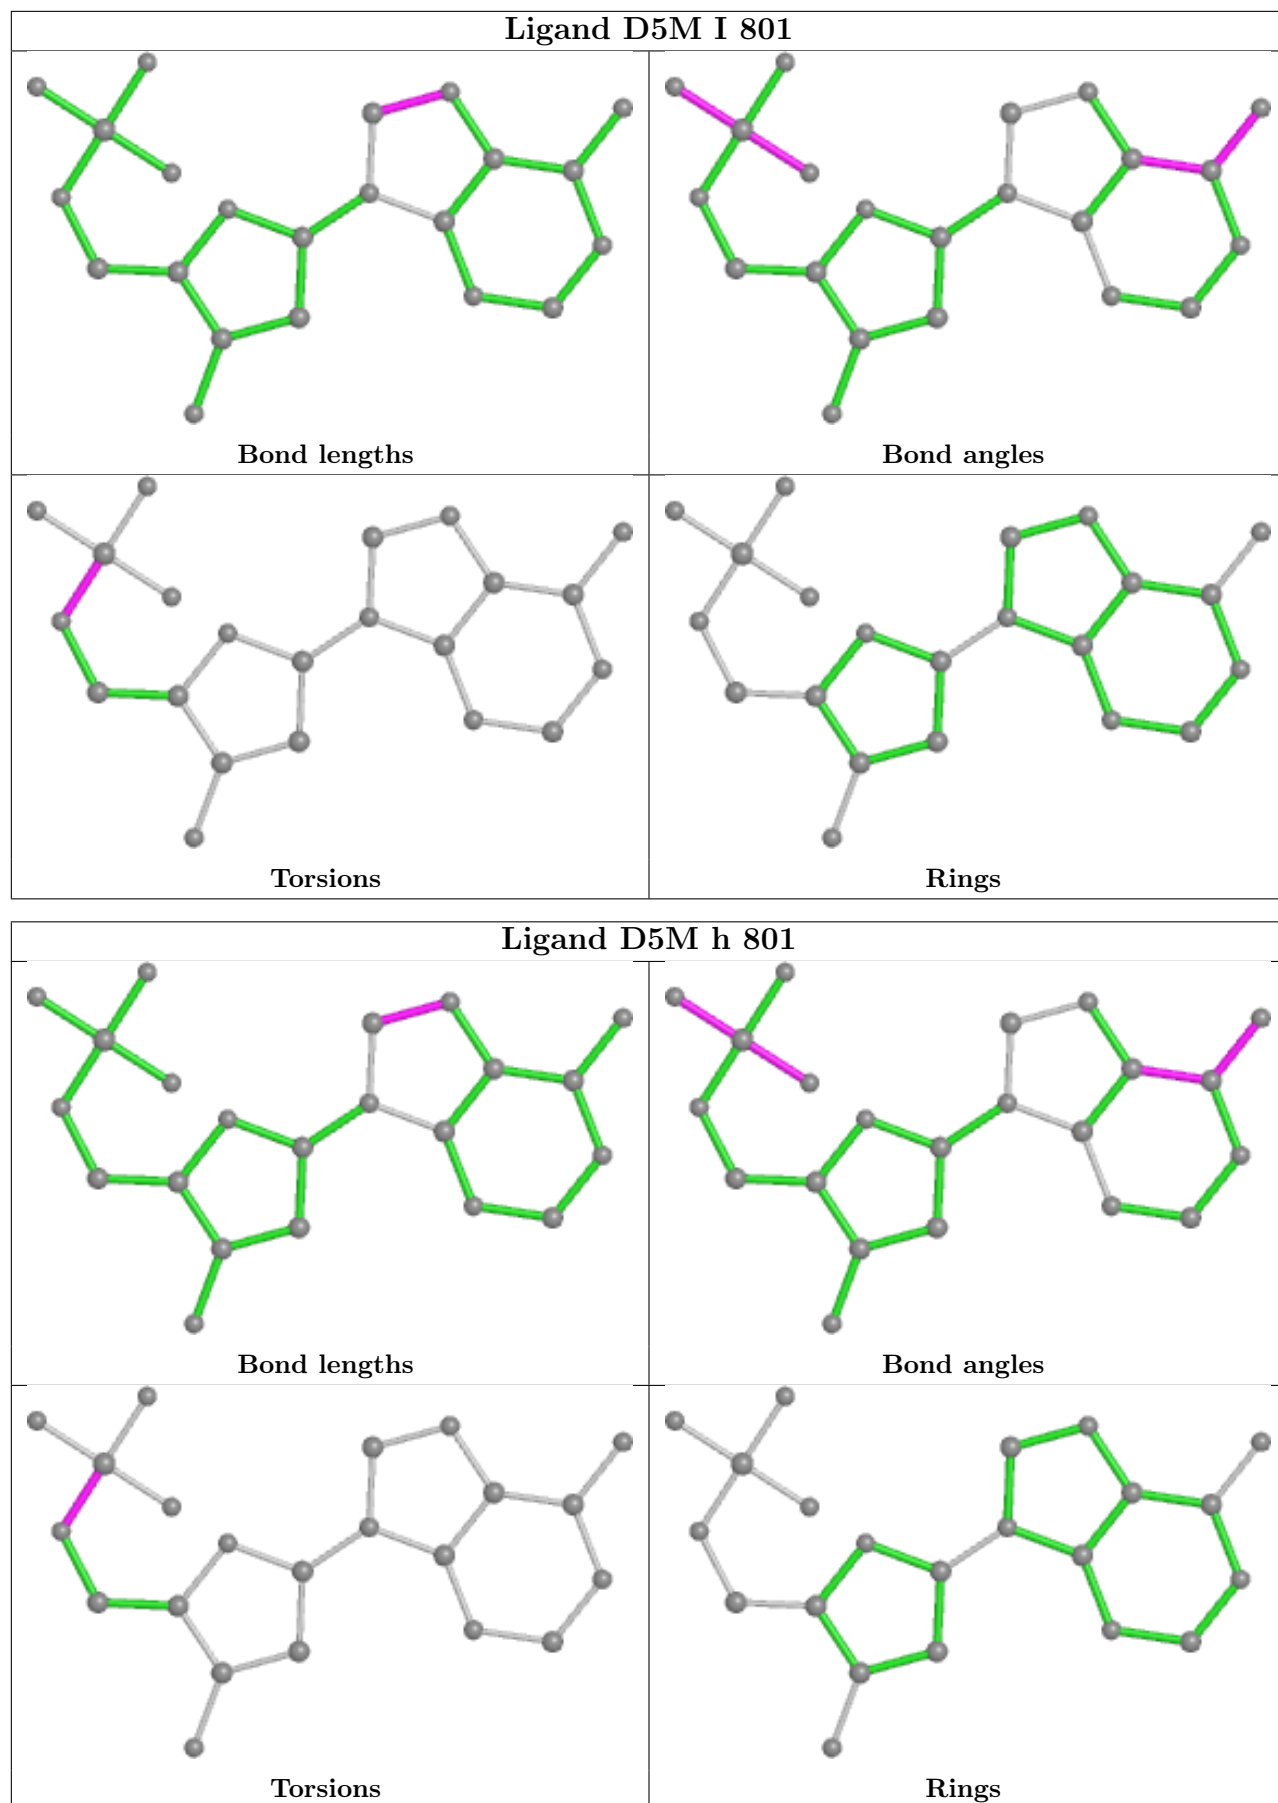 Ligand D5M I 801
Bond lengths
Bond angles
Torsions
Rings
Ligand D5M h 801
Bond lengths
Bond angles
Torsions
Rings